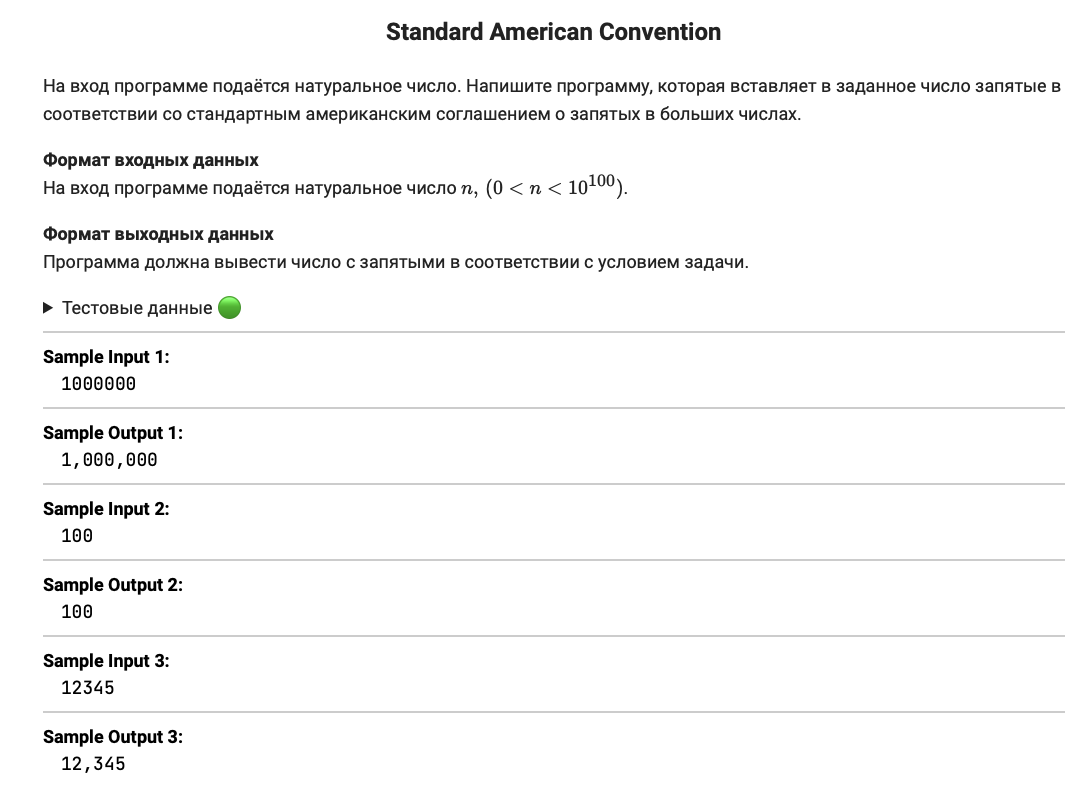 Standard American Convention
На вход программе подаётся натуральное число. Напишите программу, которая вставляет в заданное число запятые в
соответствии со стандартным американским соглашением о запятых в больших числах.
Формат входных данных
На вход программе подаётся натуральное число n, (0 < n < 10^100).
Формат выходных данных
Программа должна вывести число с запятыми в соответствии с условием задачи.
▶ Тестовые данные 🟢
Sample Input 1:
1000000
Sample Output 1:
1,000,000
Sample Input 2:
100
Sample Output 2:
100
Sample Input 3:
12345
Sample Output 3:
12,345